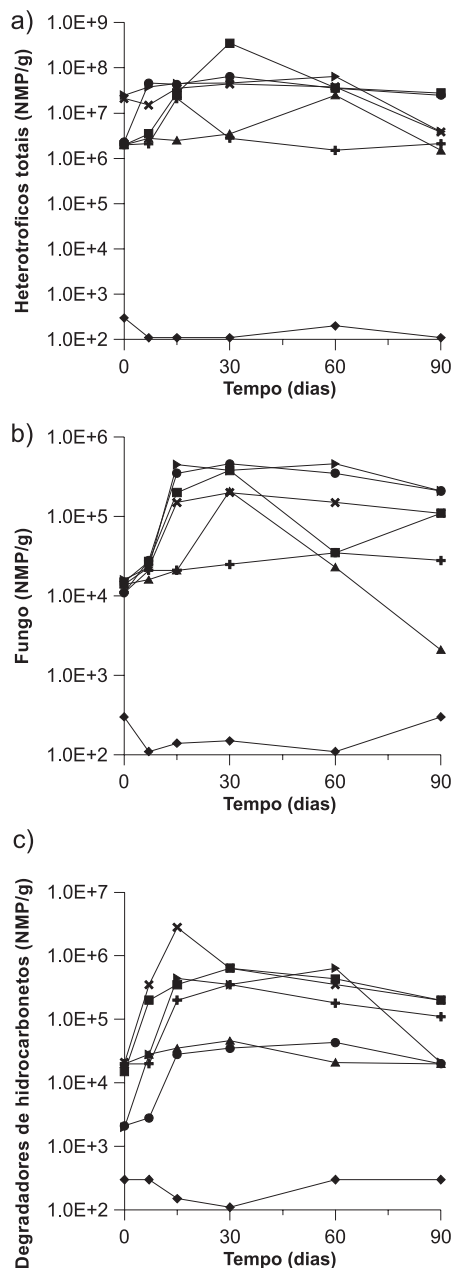 a)
Heterotroficos totais (NMP/g)
1.0E+9
1.0E+8
1.0E+7
1.0E+6
1.0E+5
1.0E+4
1.0E+3
1.0E+2
0 30 60 90
Tempo (dias)
b)
Fungo (NMP/g)
1.0E+6
1.0E+5
1.0E+4
1.0E+3
1.0E+2
0 30 60 90
Tempo (dias)
c)
Degradadores de hidrocarbonetos (NMP/g)
1.0E+7
1.0E+6
1.0E+5
1.0E+4
1.0E+3
1.0E+2
0 30 60 90
Tempo (dias)